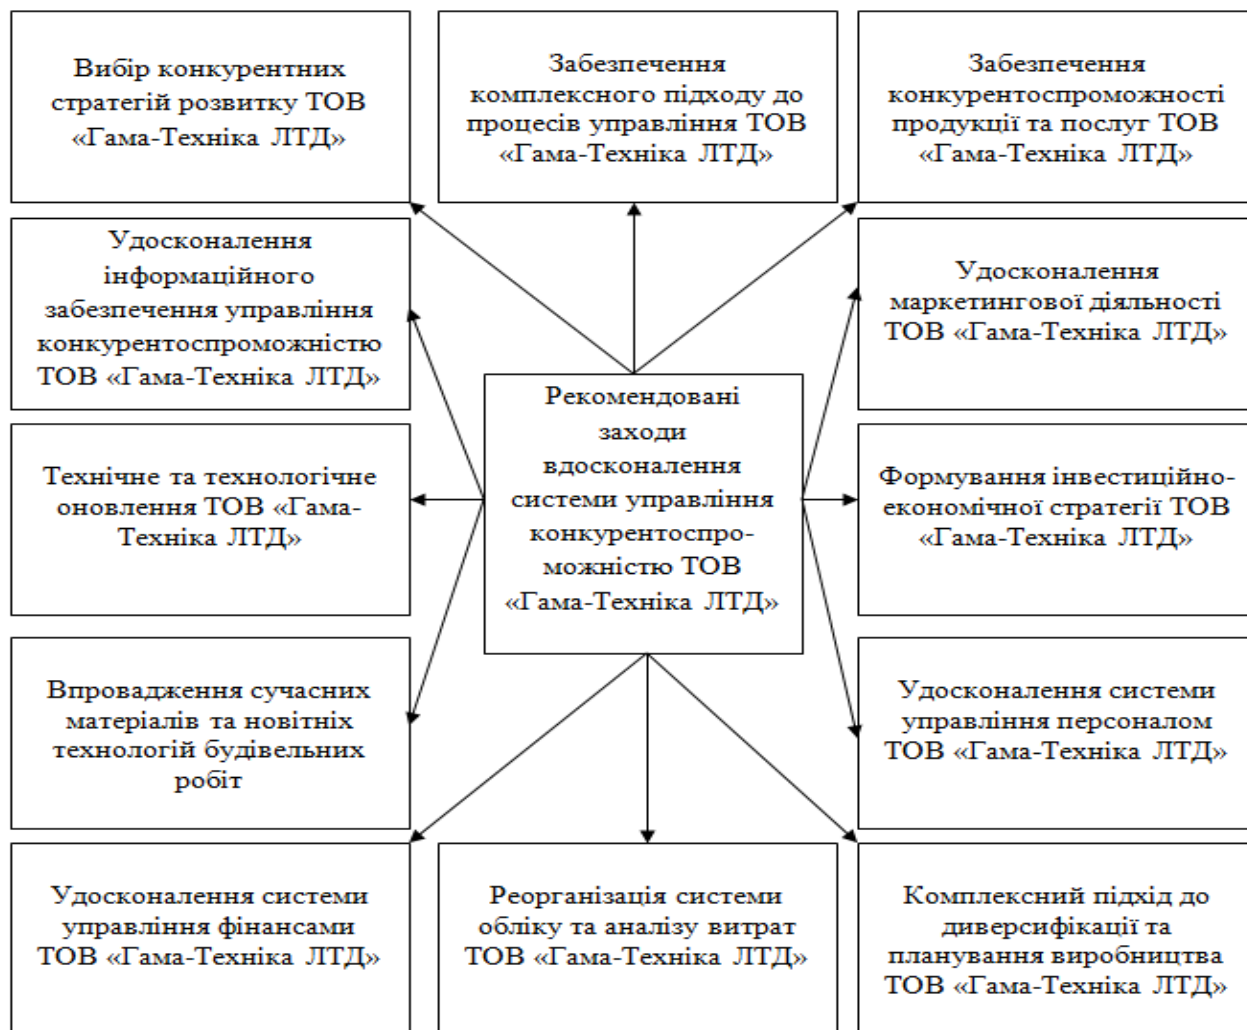 Вибір конкурентних
стратегій розвитку ТОВ
«Гама-Техніка ЛТД»
Забезпечення
комплексного підходу до
процесів управління ТОВ
«Гама-Техніка ЛТД»
Забезпечення
конкурентоспроможності
продукції та послуг ТОВ
«Гама-Техніка ЛТД»
Удосконалення
інформаційного
забезпечення управління
конкурентоспроможністю
ТОВ «Гама-Техніка ЛТД»
Удосконалення
маркетингової діяльності
ТОВ «Гама-Техніка ЛТД»
Рекомендовані
заходи
вдосконалення
системи управління
конкурентоспро-
можністю ТОВ
«Гама-Техніка ЛТД»
Технічне та технологічне
оновлення ТОВ «Гама-
Техніка ЛТД»
Формування інвестиційно-
економічної стратегії ТОВ
«Гама-Техніка ЛТД»
Впровадження сучасних
матеріалів та новітніх
технологій будівельних
робіт
Удосконалення системи
управління персоналом
ТОВ «Гама-Техніка ЛТД»
Удосконалення системи
управління фінансами
ТОВ «Гама-Техніка ЛТД»
Реорганізація системи
обліку та аналізу витрат
ТОВ «Гама-Техніка ЛТД»
Комплексний підхід до
диверсифікації та
планування виробництва
ТОВ «Гама-Техніка ЛТД»